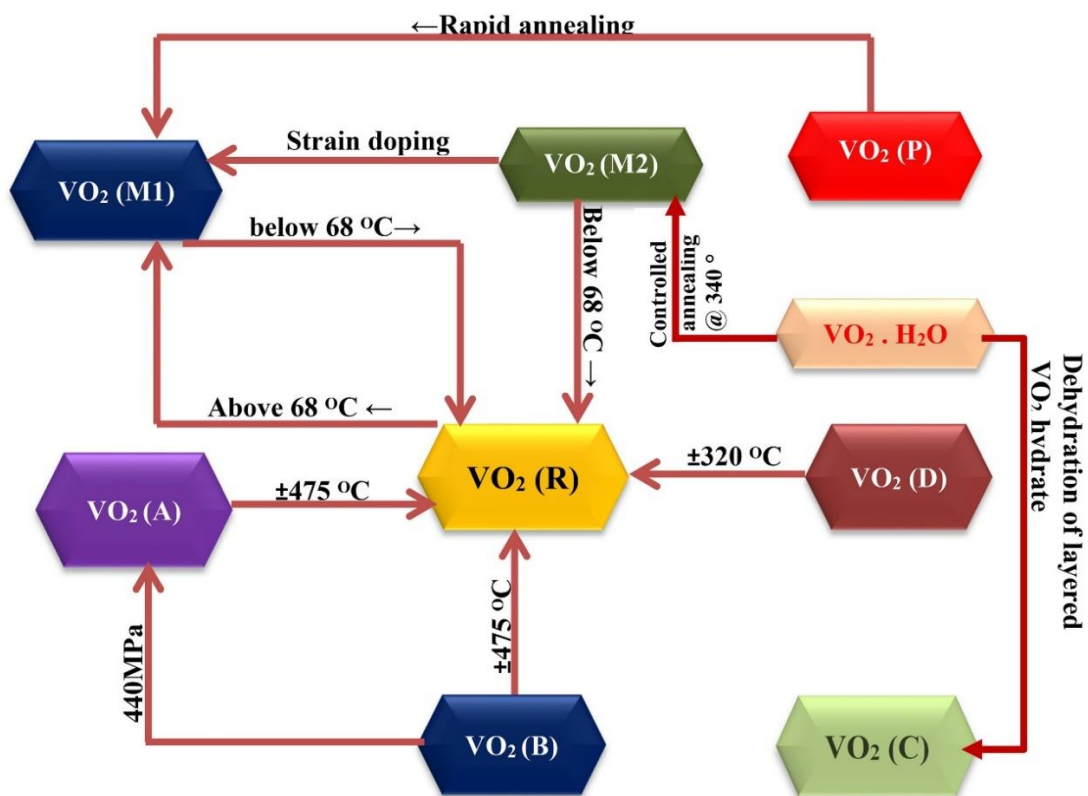 ←Rapid annealing
VO₂ (P)
Strain doping
VO₂ (M2)
VO₂ (M1)
below 68 ᴼC→
Below 68 ᴼC→
Controlled
annealing
@ 340 °
VO₂ . H₂O
Dehydration of layered
VO₂ hydrate
Above 68 ᴼC ←
±475 ᴼC
VO₂ (R)
±320 ᴼC
VO₂ (D)
VO₂ (A)
440MPa
±475 ᴼC
VO₂ (B)
VO₂ (C)